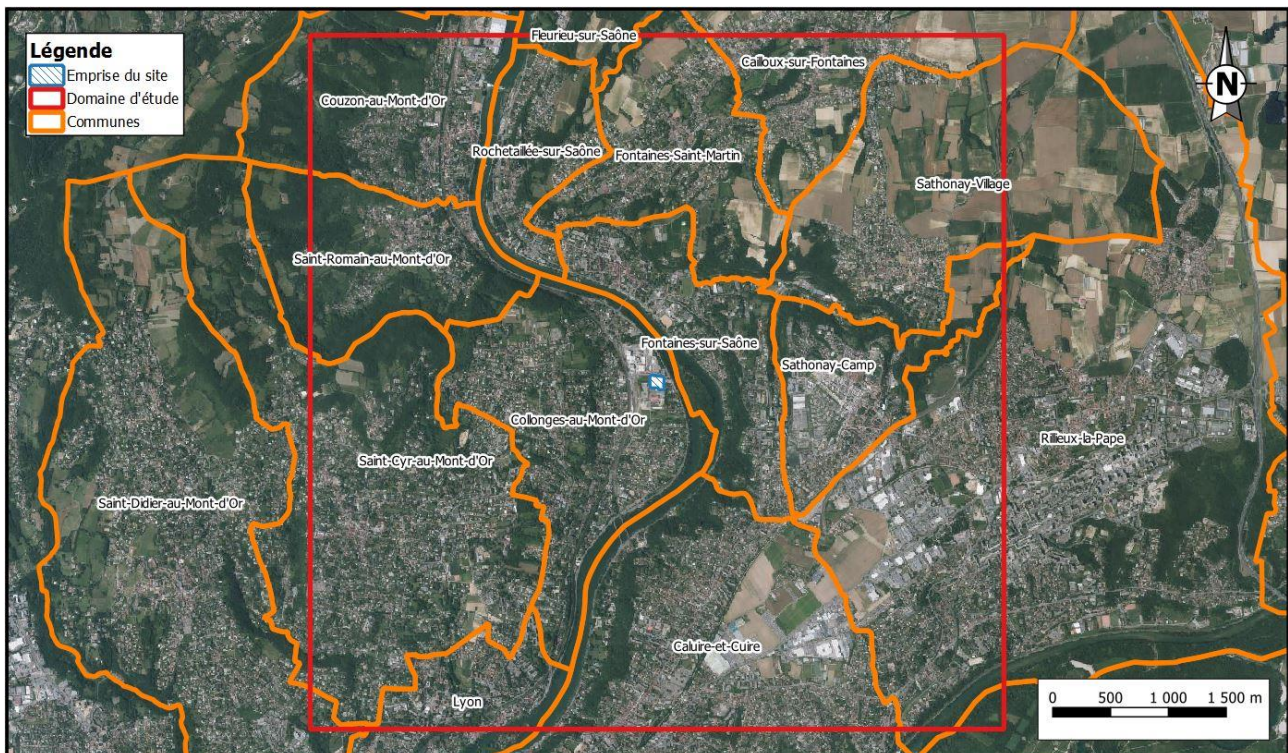 Légende
Emprise du site
Domaine d'étude
Communes
Fleurieu-sur-Saône
Cailloux-sur-Fontaines
N
Couzon-au-Mont-d'Or
Rochetaillée-sur-Saône
Fontaines-Saint-Martin
Sathonay-Village
Saint-Romain-au-Mont-d'Or
Fontaines-sur-Saône
Sathonay-Camp
Collonges-au-Mont-d'Or
Rillieux-la-Pape
Saint-Cyr-au-Mont-d'Or
Saint-Didier-au-Mont-d'Or
Caluire-et-Cuire
Lyon
0 500 1 000 1 500 m